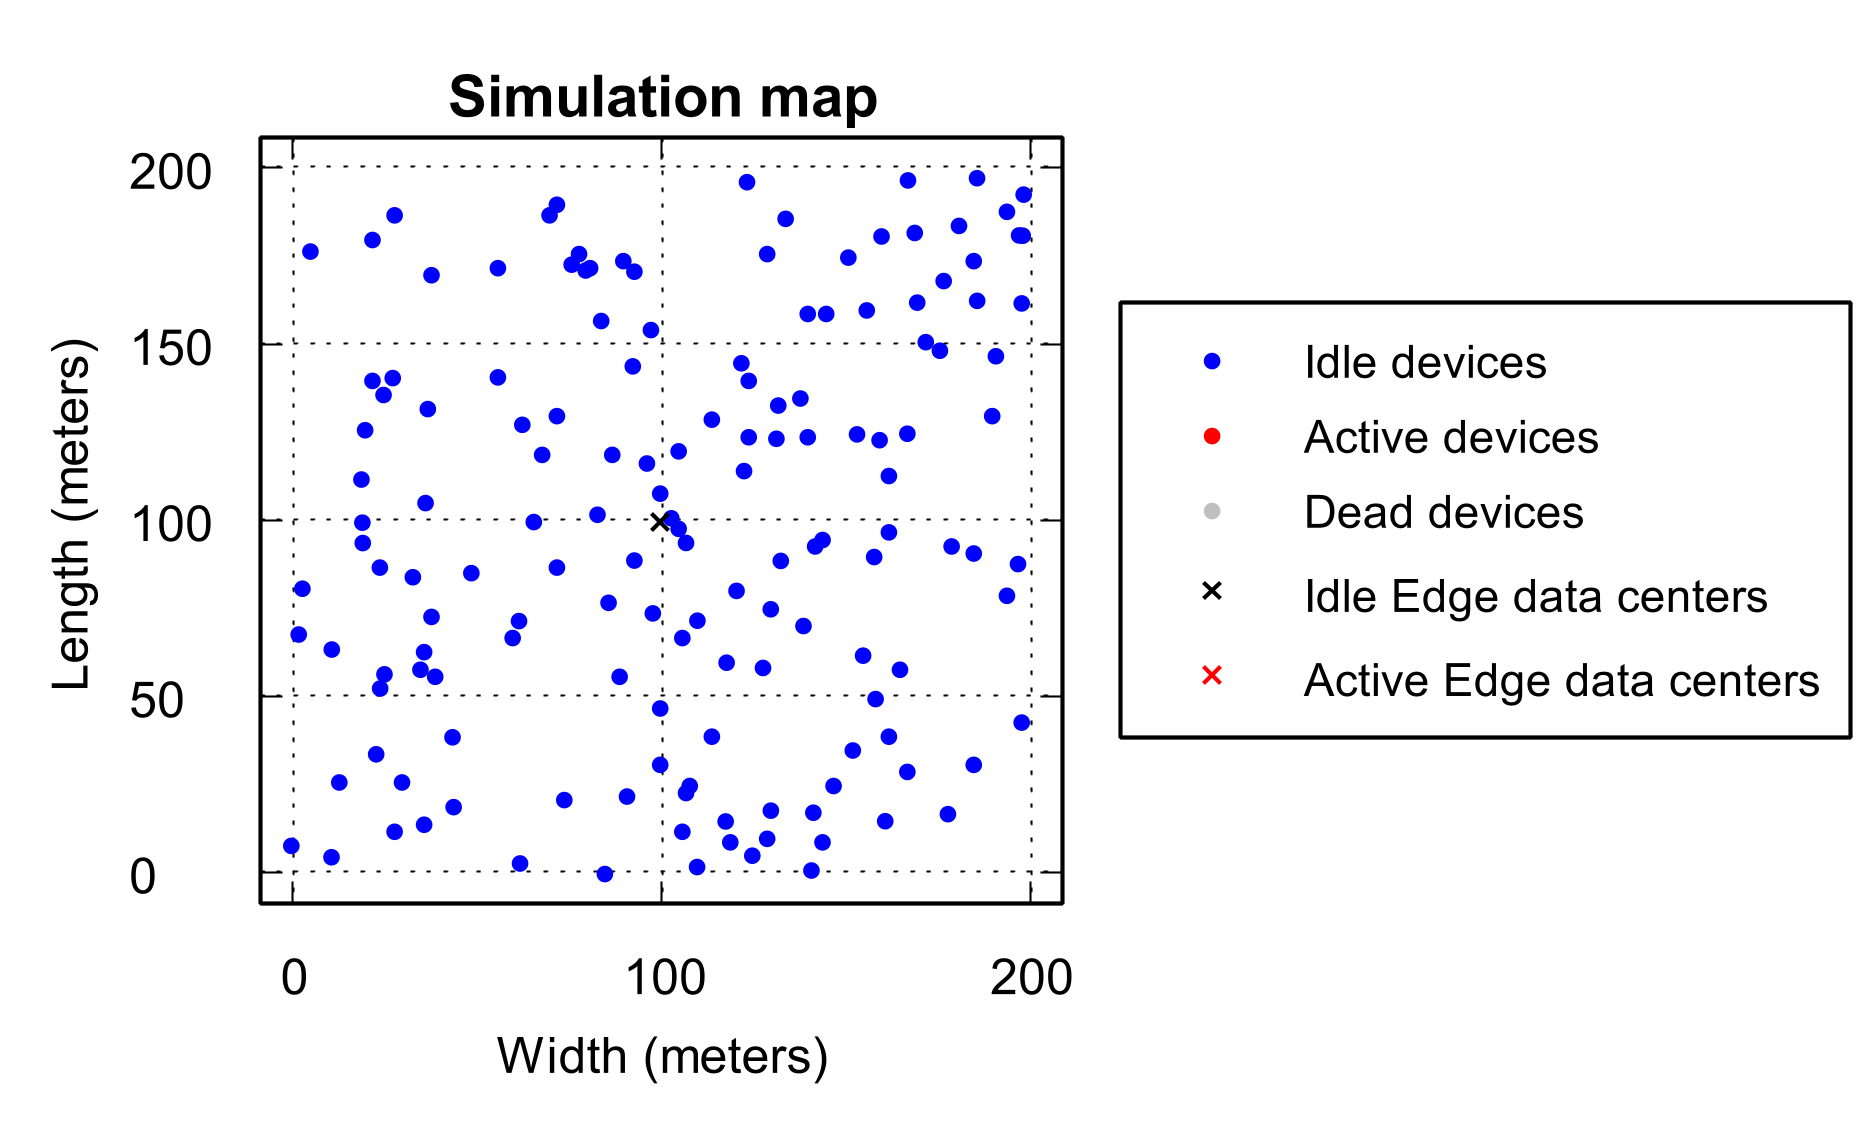 Simulation map
200
150
100
50
0
Length (meters)
0 100 200
Width (meters)
Idle devices
Active devices
Dead devices
Idle Edge data centers
Active Edge data centers